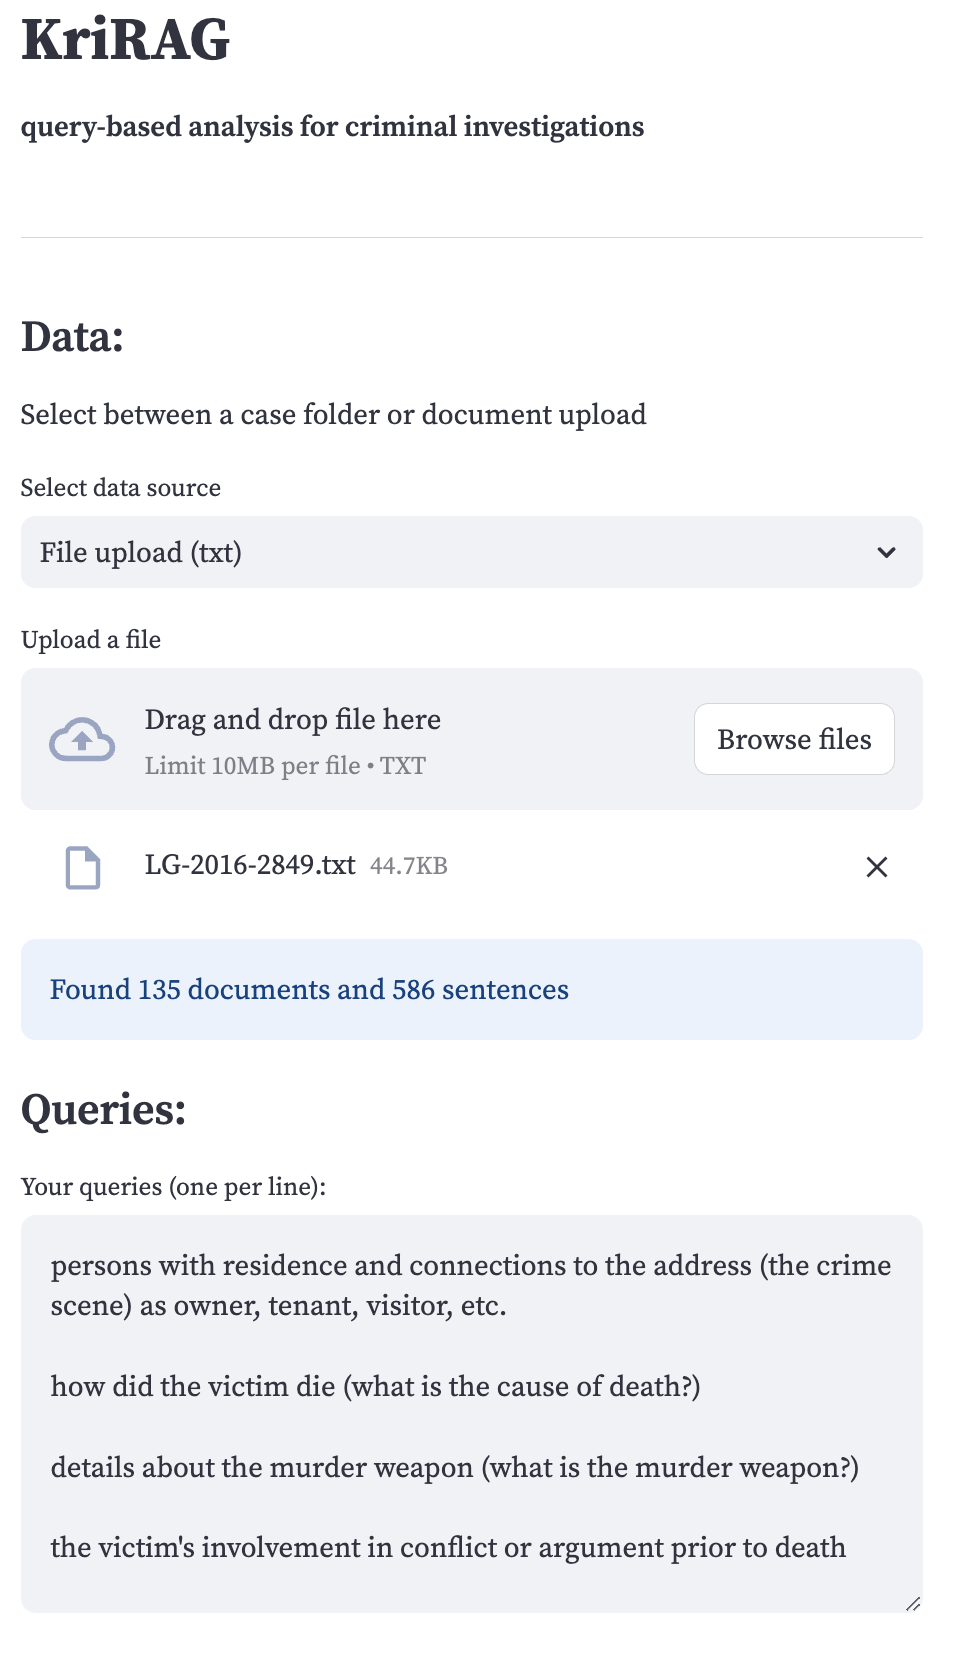 KriRAG
query-based analysis for criminal investigations
Data:
Select between a case folder or document upload
Select data source
File upload (txt)
Upload a file
Drag and drop file here
Limit 10MB per file • TXT
Browse files
LG-2016-2849.txt 44.7KB
Found 135 documents and 586 sentences
Queries:
Your queries (one per line):
persons with residence and connections to the address (the crime
scene) as owner, tenant, visitor, etc.
how did the victim die (what is the cause of death?)
details about the murder weapon (what is the murder weapon?)
the victim's involvement in conflict or argument prior to death